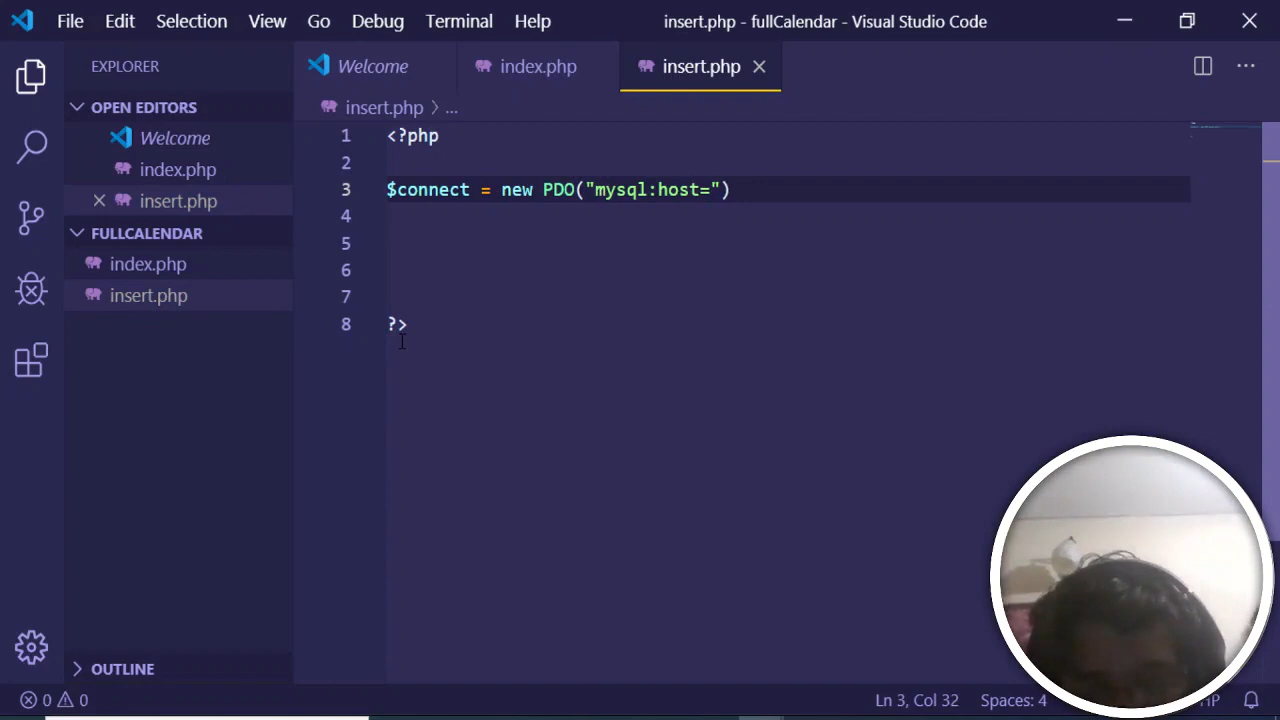 File Edit Selection View Go Debug Terminal Help insert.php - fullCalendar - Visual Studio Code
EXPLORER
OPEN EDITORS
Welcome
index.php
insert.php
FULLCALENDAR
index.php
insert.php
OUTLINE
Welcome index.php insert.php
insert.php > ...
1 <?php
2
3 $connect = new PDO("mysql:host=")
4
5
6
7
8 ?>
0 0 Ln 3, Col 32 Spaces: 4 HP